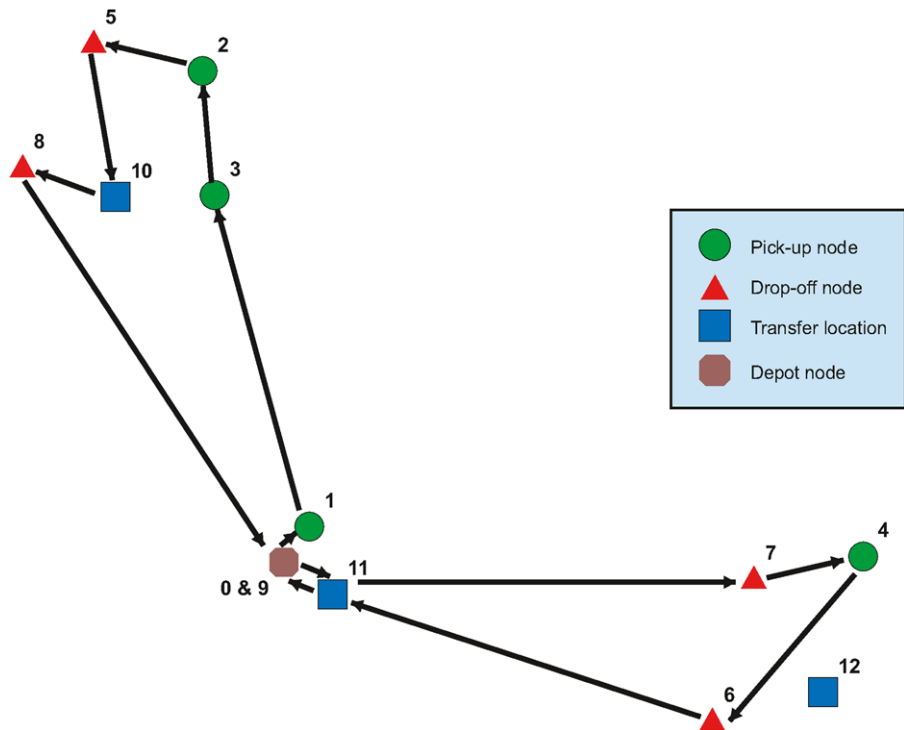 5
2
8
10
3
Pick-up node
Drop-off node
Transfer location
Depot node
1
4
7
0 & 9
11
12
6